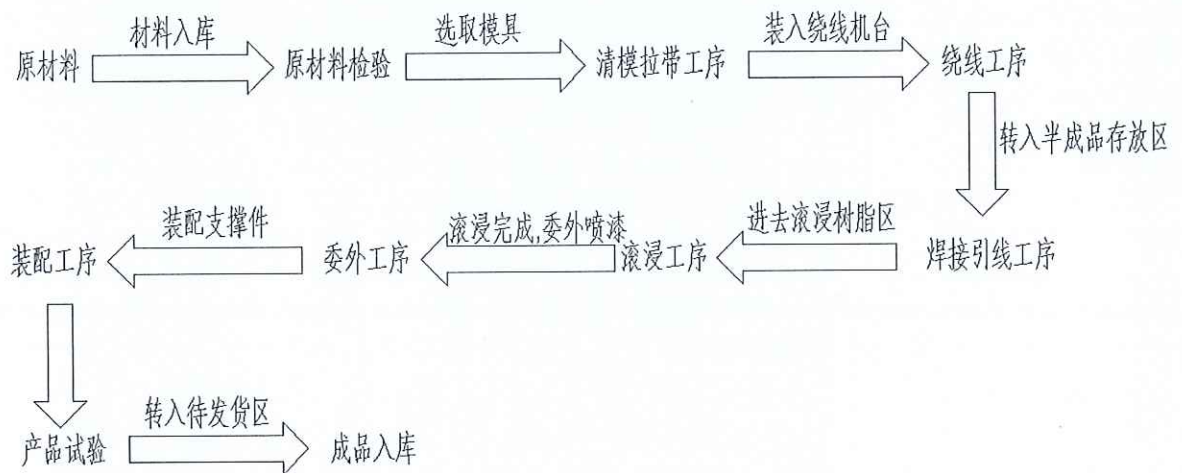 材料入库
选取模具
装入绕线机台
原材料
原材料检验
清模拉带工序
绕线工序
转入半成品存放区
装配支撑件
滚浸完成,委外喷漆
进去滚浸树脂区
装配工序
委外工序
滚浸工序
焊接引线工序
转入待发货区
产品试验
成品入库